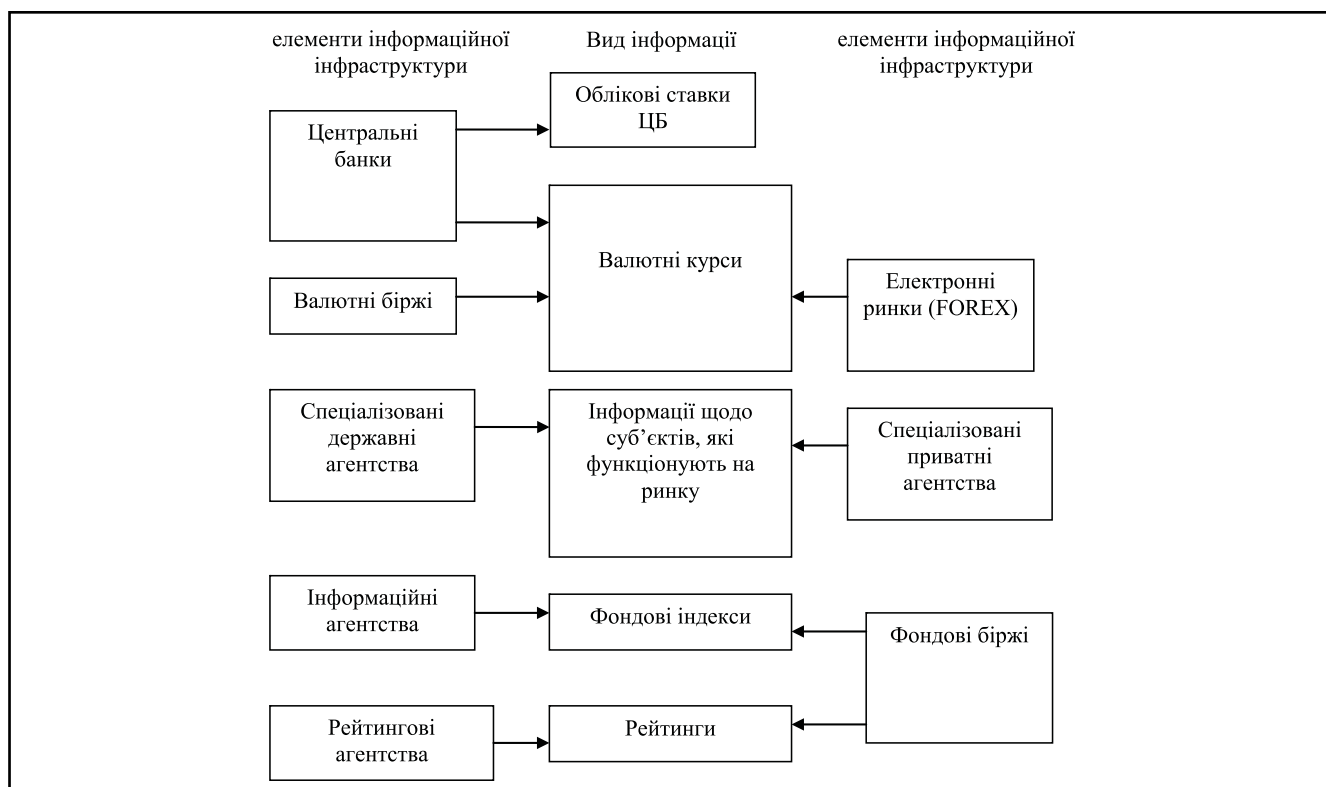 елементи інформаційної
інфраструктури
Вид інформації
елементи інформаційної
інфраструктури
Облікові ставки
ЦБ
Центральні
банки
Валютні курси
Валютні біржі
Електронні
ринки (FOREX)
Спеціалізовані
державні
агентства
Інформації щодо
суб’єктів, які
функціонують на
ринку
Спеціалізовані
приватні
агентства
Інформаційні
агентства
Фондові індекси
Фондові біржі
Рейтингові
агентства
Рейтинги